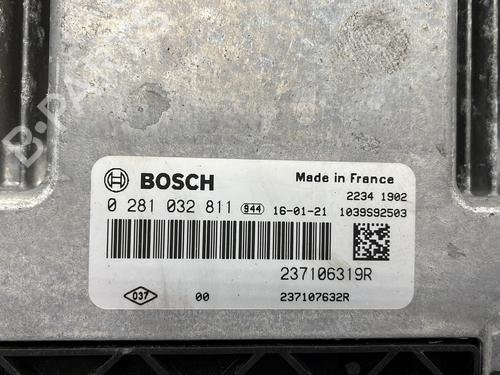 B-PARTS
BOSCH
Made in France
2234 1902
0 281 032 811 944 16-01-21 1039S92503
237106319R
037 00 237107632R